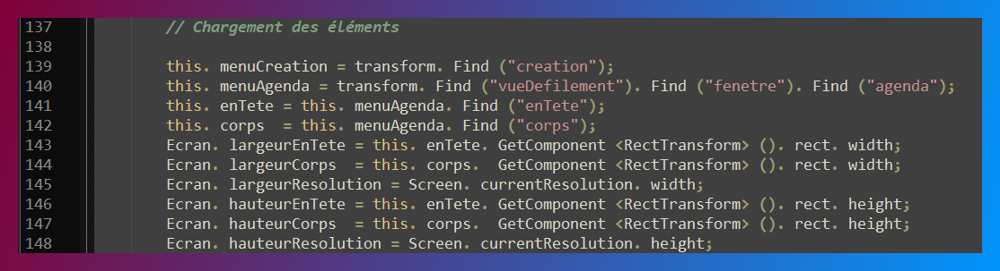 137 // Chargement des éléments
138
139 this. menuCreation = transform. Find ("creation");
140 this. menuAgenda = transform. Find ("vueDefilement"). Find ("fenetre"). Find ("agenda");
141 this. enTete = this. menuAgenda. Find ("enTete");
142 this. corps  = this. menuAgenda. Find ("corps");
143 Ecran. largeurEnTete = this. enTete. GetComponent <RectTransform> (). rect. width;
144 Ecran. largeurCorps  = this. corps.  GetComponent <RectTransform> (). rect. width;
145 Ecran. largeurResolution = Screen. currentResolution. width;
146 Ecran. hauteurEnTete = this. enTete. GetComponent <RectTransform> (). rect. height;
147 Ecran. hauteurCorps  = this. corps.  GetComponent <RectTransform> (). rect. height;
148 Ecran. hauteurResolution = Screen. currentResolution. height;